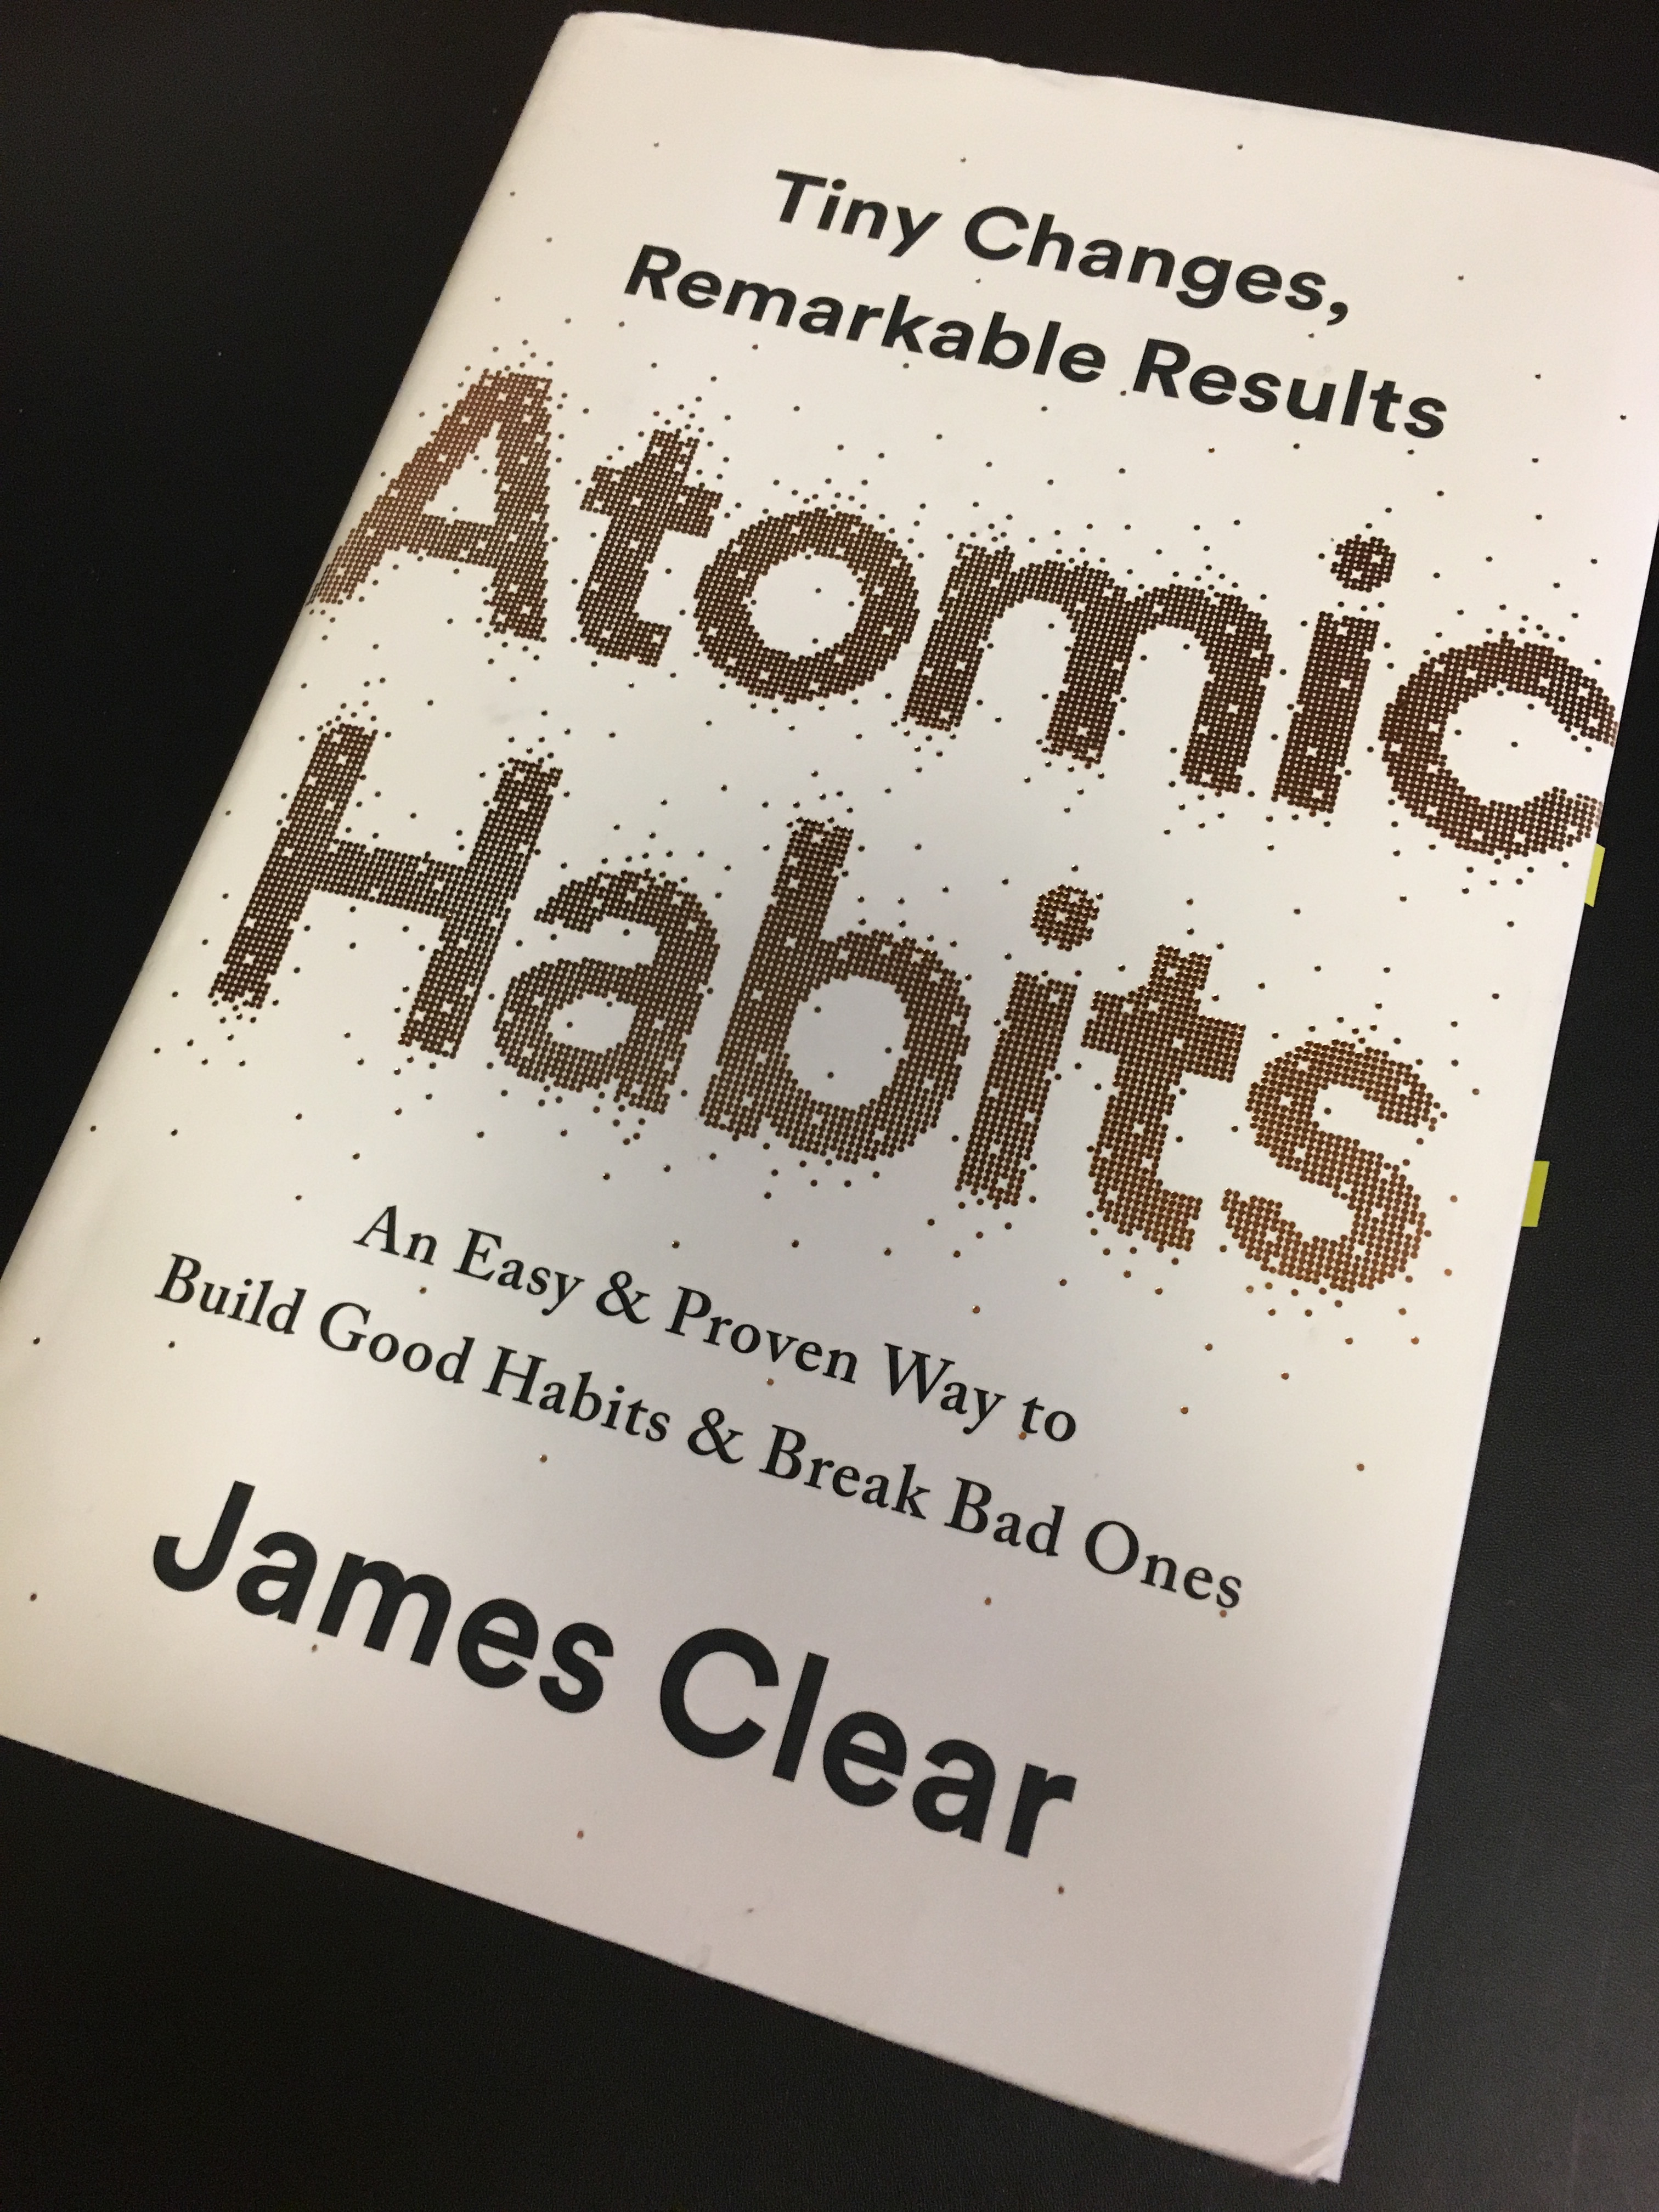 Tiny Changes,
Remarkable Results
Atomic
Habits
An Easy & Proven Way to
Build Good Habits & Break Bad Ones
James Clear